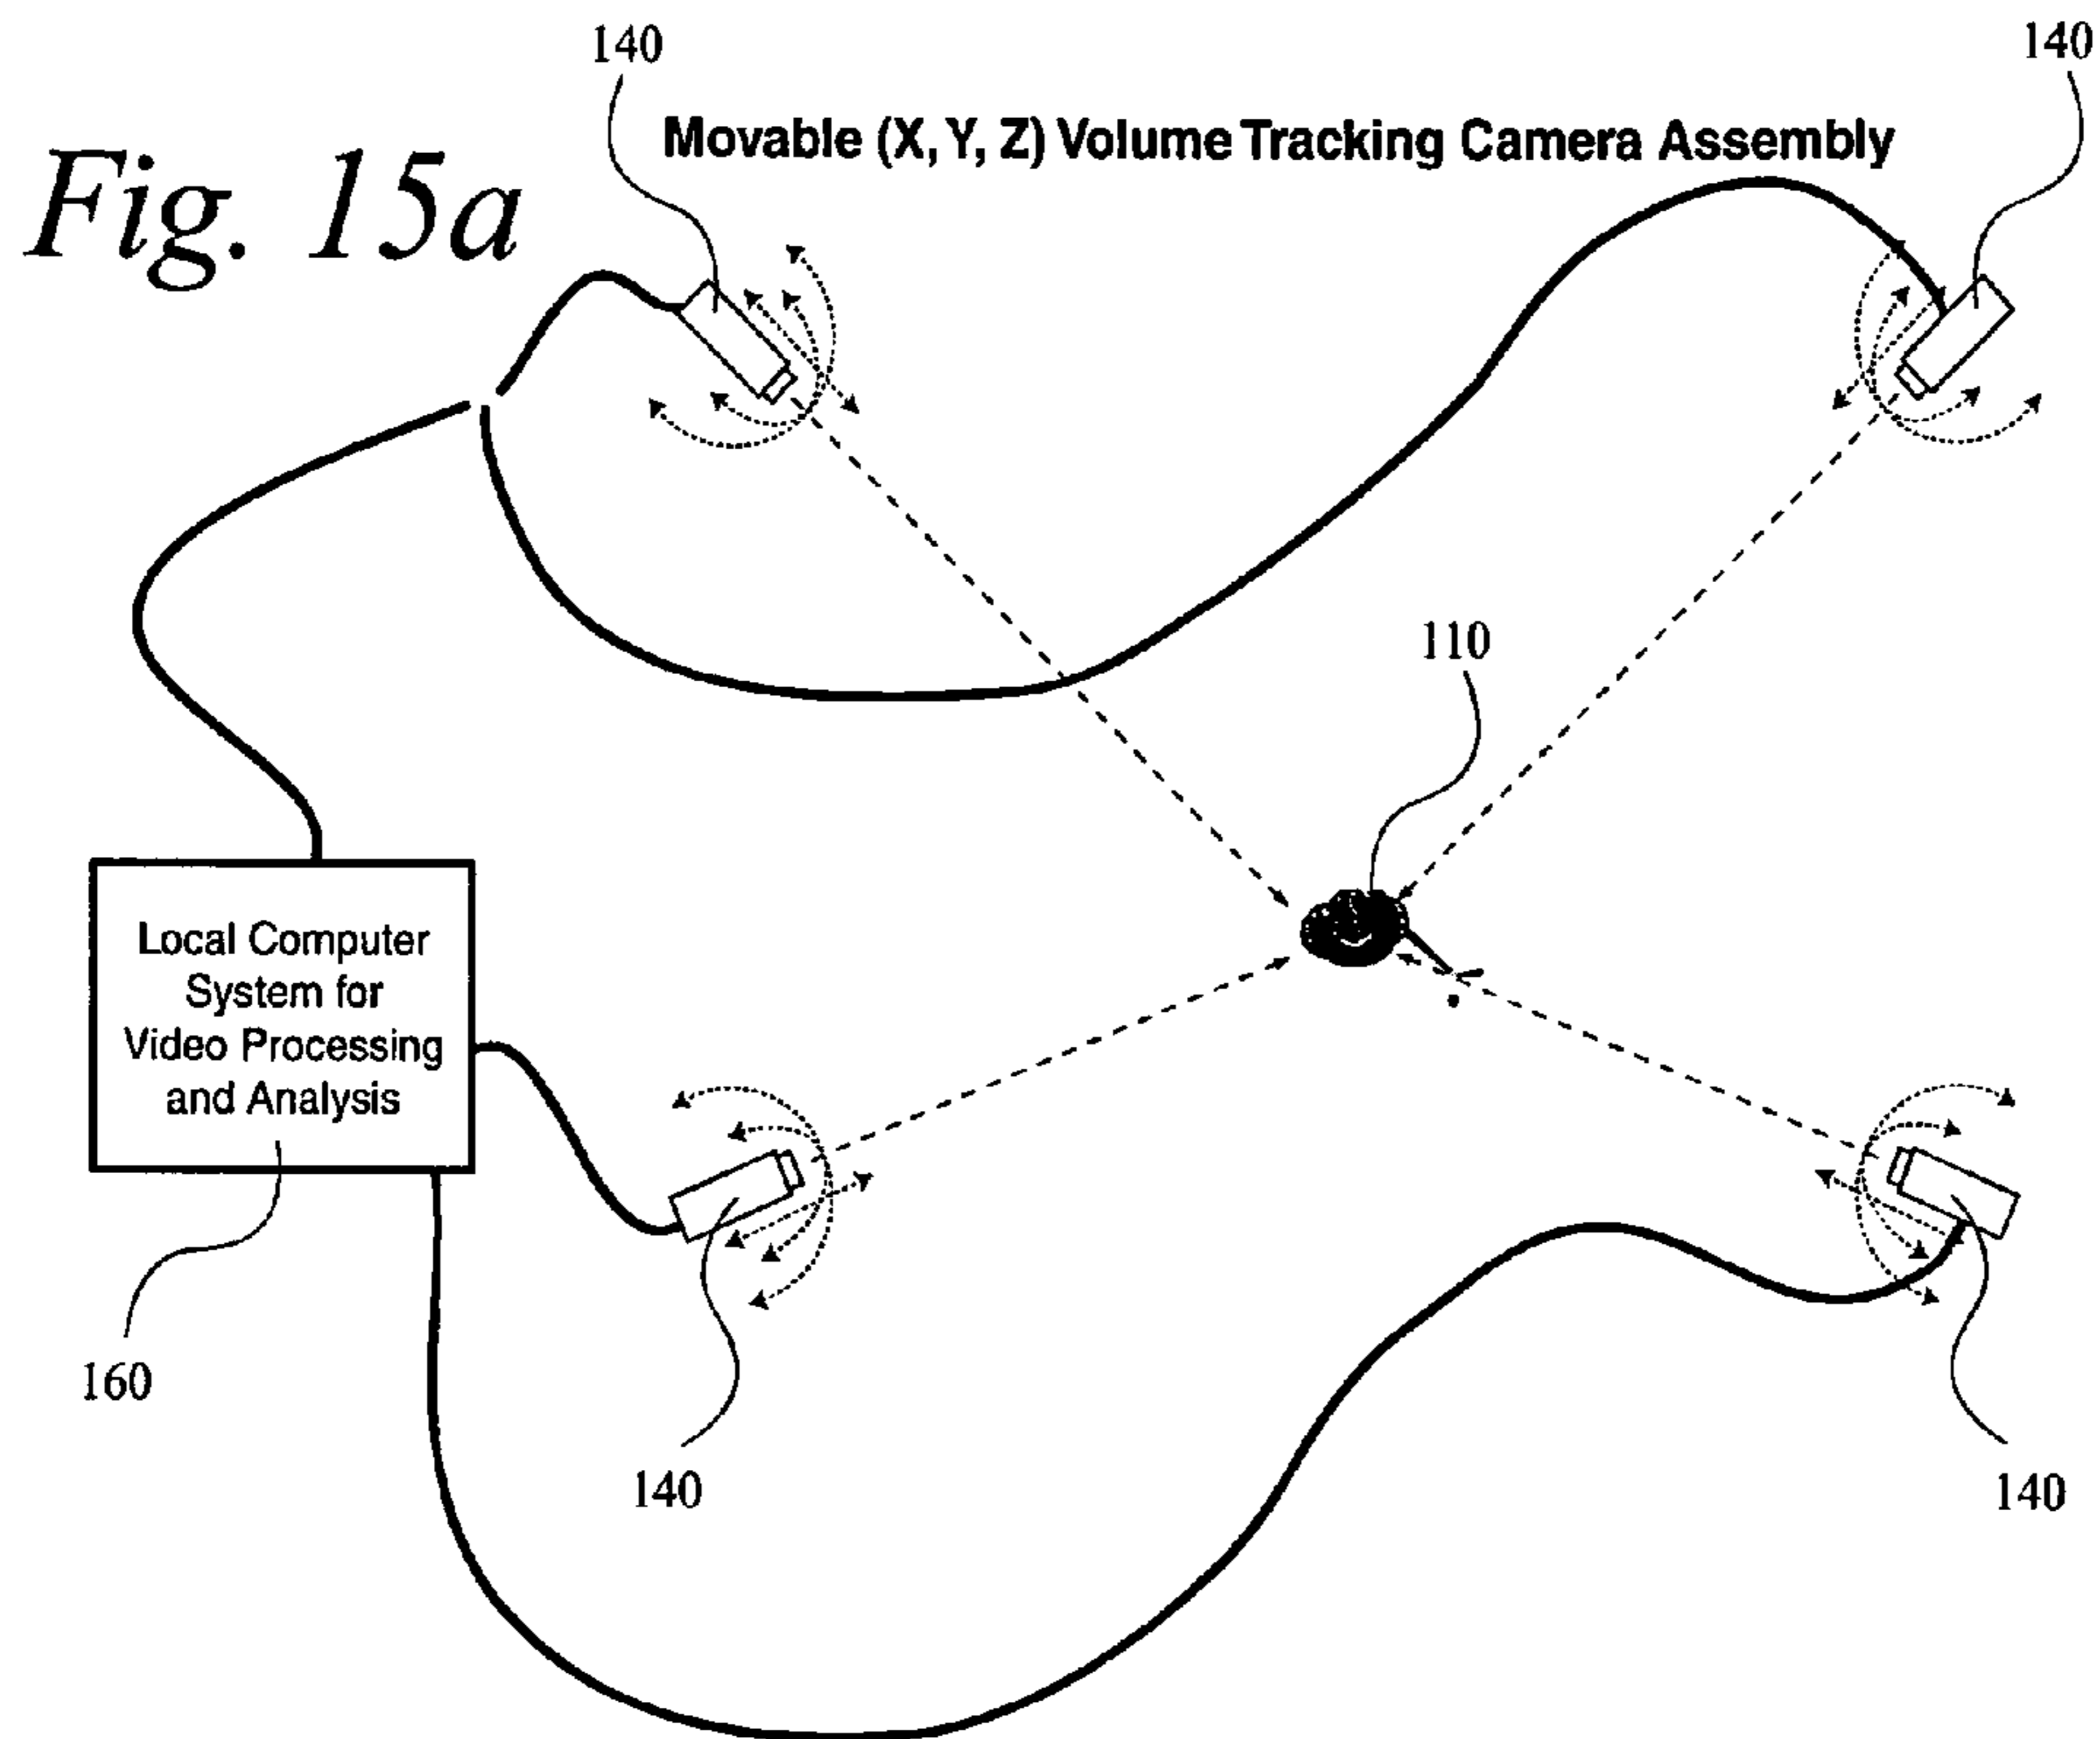 140
140
Movable (X, Y, Z) Volume Tracking Camera Assembly
Fig. 15a
110
Local Computer
System for
Video Processing
and Analysis
160
140
140